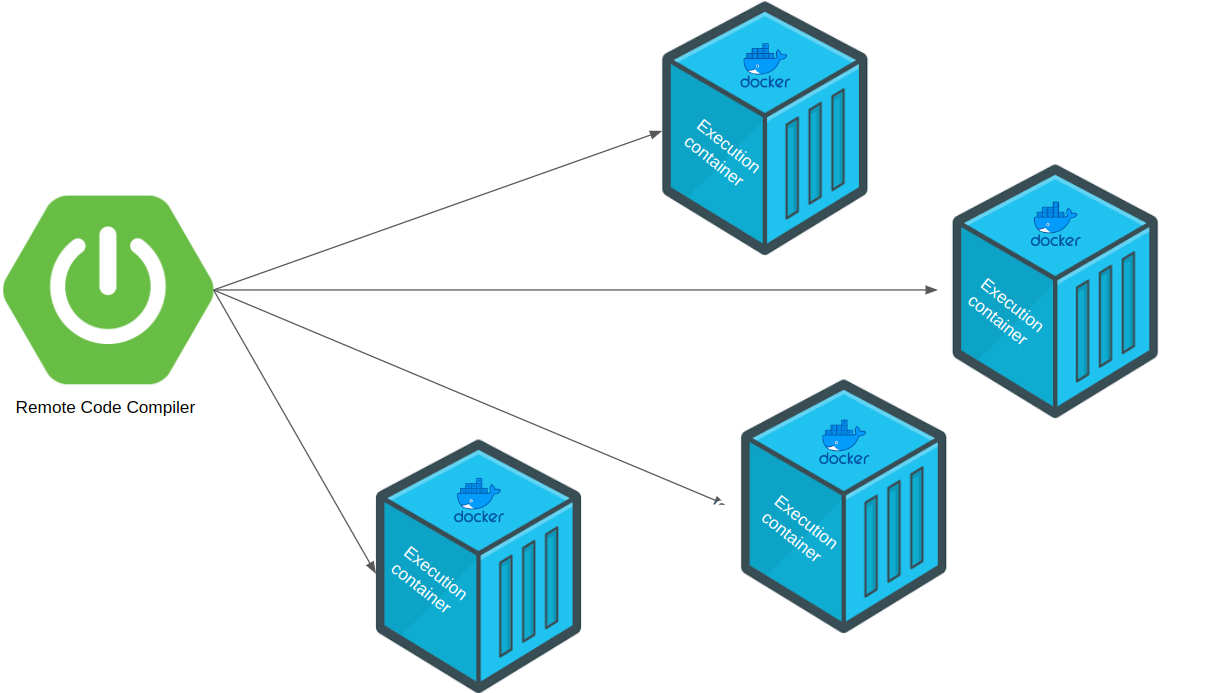 docker
Execution
container
docker
Execution
container
Remote Code Compiler
docker
Execution
container
docker
Execution
container